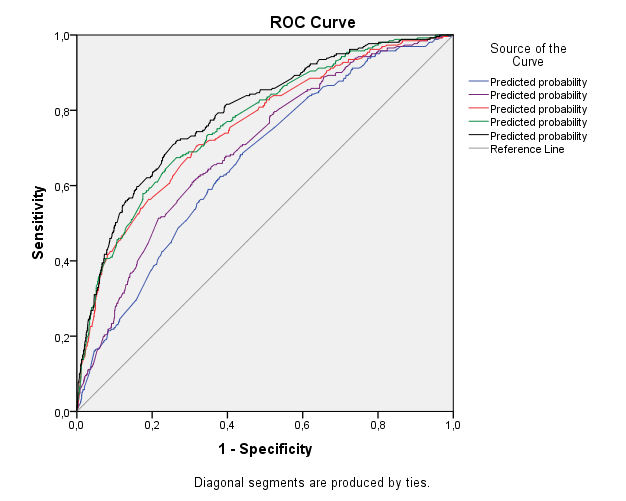 ROC Curve
1,0
0,8
0,6
0,4
0,2
0,0
Sensitivity
0,0 0,2 0,4 0,6 0,8 1,0
1 - Specificity
Source of the
Curve
Predicted probability
Predicted probability
Predicted probability
Predicted probability
Predicted probability
Reference Line
Diagonal segments are produced by ties.